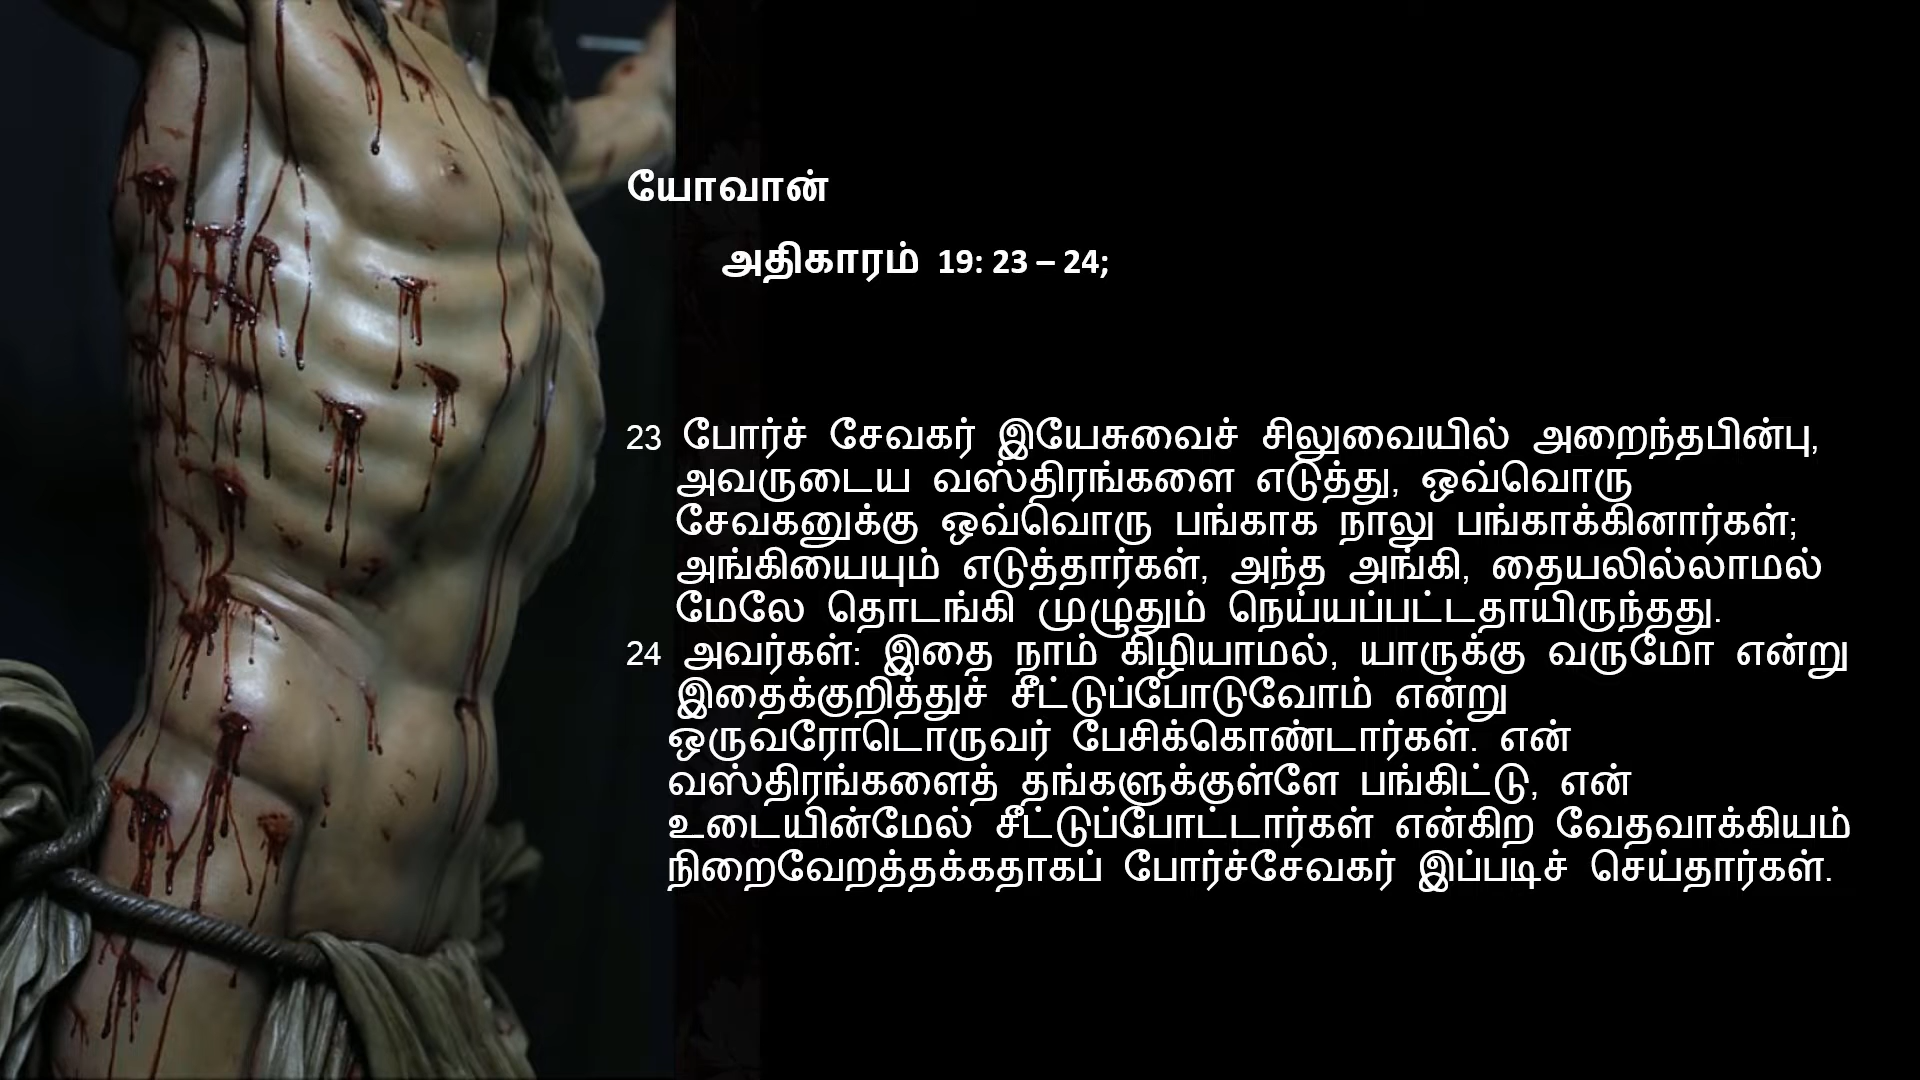 யோவான்
அதிகாரம் 19: 23 – 24;
23 போர்ச் சேவகர் இயேசுவைச் சிலுவையில் அறைந்தபின்பு,
அவருடைய வஸ்திரங்களை எடுத்து, ஒவ்வொரு
சேவகனுக்கு ஒவ்வொரு பங்காக நாலு பங்காக்கினார்கள்;
அங்கியையும் எடுத்தார்கள், அந்த அங்கி, தையலில்லாமல்
மேலே தொடங்கி முழுதும் நெய்யப்பட்டதாயிருந்தது.
24 அவர்கள்: இதை நாம் கிழியாமல், யாருக்கு வருமோ என்று
இதைக்குறித்துச் சீட்டுப்போடுவோம் என்று
ஒருவரோடொருவர் பேசிக்கொண்டார்கள். என்
வஸ்திரங்களைத் தங்களுக்குள்ளே பங்கிட்டு, என்
உடையின்மேல் சீட்டுப்போட்டார்கள் என்கிற வேதவாக்கியம்
நிறைவேறத்தக்கதாகப் போர்ச்சேவகர் இப்படிச் செய்தார்கள்.